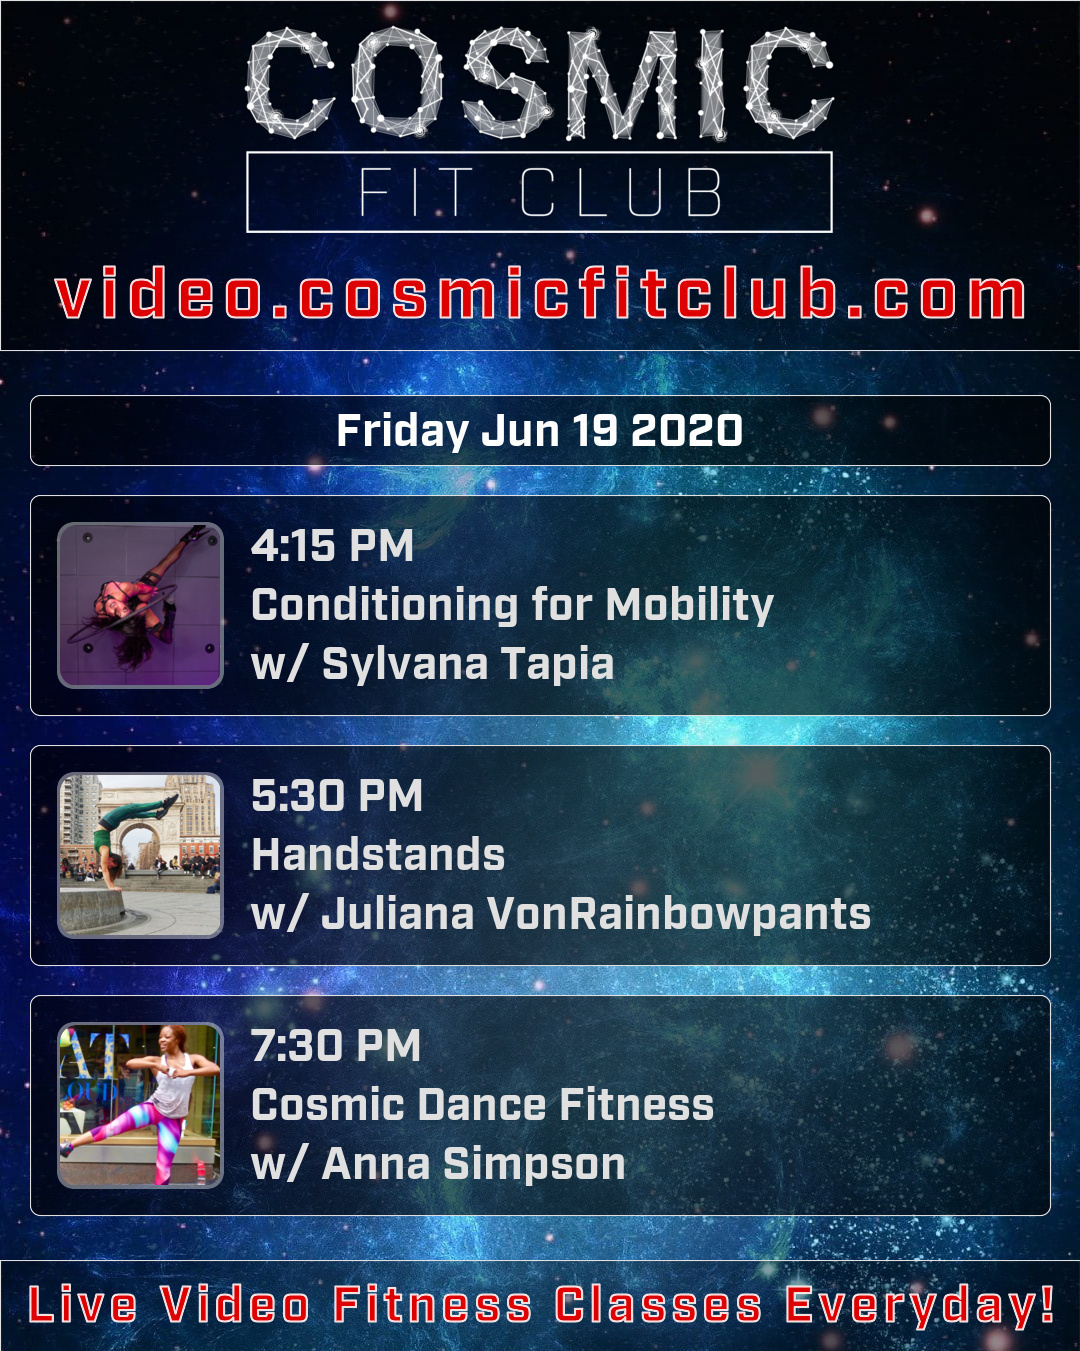 COSMIC
FIT CLUB
video.cosmicfitclub.com
Friday Jun 19 2020
4:15 PM
Conditioning for Mobility
w/ Sylvana Tapia
5:30 PM
Handstands
w/ Juliana VonRainbowpants
7:30 PM
Cosmic Dance Fitness
w/ Anna Simpson
Live Video Fitness Classes Everyday!